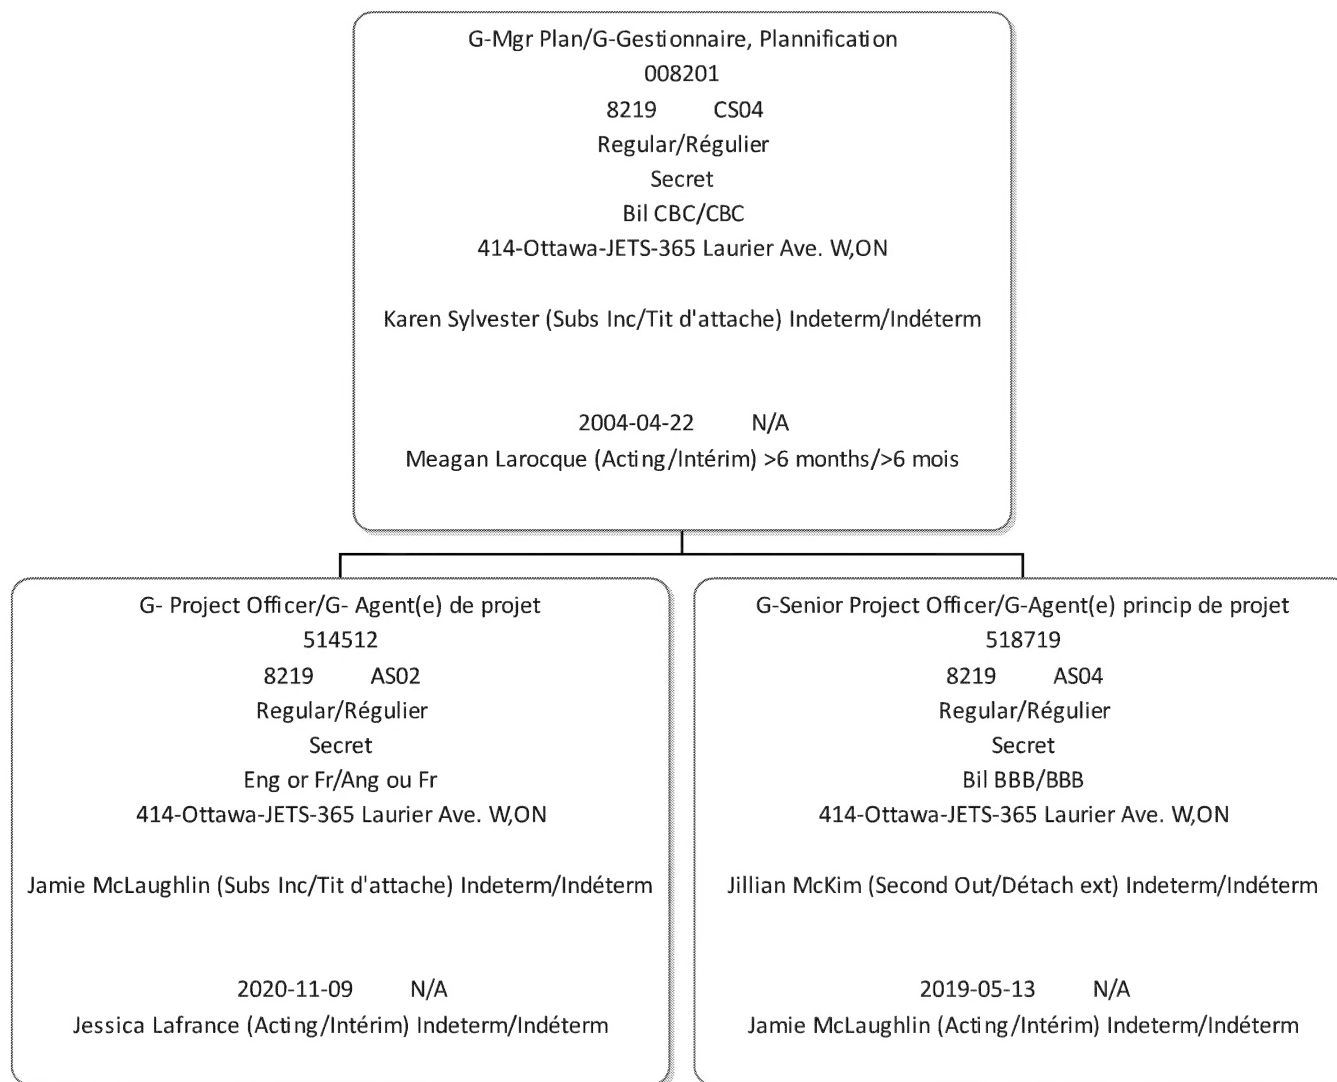 G-Mgr Plan/G-Gestionnaire, Plannification
008201
8219 CS04
Regular/Régulier
Secret
Bil CBC/CBC
414-Ottawa-JETS-365 Laurier Ave. W,ON
Karen Sylvester (Subs Inc/Tit d'attache) Indeterm/Indéterm
2004-04-22 N/A
Meagan Larocque (Acting/Intérim) >6 months/>6 mois
G- Project Officer/G- Agent(e) de projet
514512
8219 AS02
Regular/Régulier
Secret
Eng or Fr/Ang ou Fr
414-Ottawa-JETS-365 Laurier Ave. W,ON
Jamie McLaughlin (Subs Inc/Tit d'attache) Indeterm/Indéterm
2020-11-09 N/A
Jessica Lafrance (Acting/Intérim) Indeterm/Indéterm
G-Senior Project Officer/G-Agent(e) princip de projet
518719
8219 AS04
Regular/Régulier
Secret
Bil BBB/BBB
414-Ottawa-JETS-365 Laurier Ave. W,ON
Jillian McKim (Second Out/Détach ext) Indeterm/Indéterm
2019-05-13 N/A
Jamie McLaughlin (Acting/Intérim) Indeterm/Indéterm